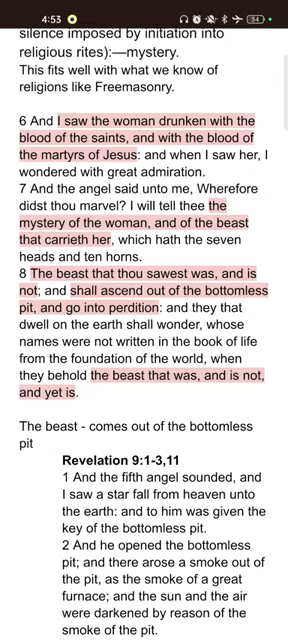 4:53
34
silence imposed by initiation into
religious rites):—mystery.
This fits well with what we know of
religions like Freemasonry.
6 And I saw the woman drunken with the
blood of the saints, and with the blood of
the martyrs of Jesus: and when I saw her, I
wondered with great admiration.
7 And the angel said unto me, Wherefore
didst thou marvel? I will tell thee the
mystery of the woman, and of the beast
that carrieth her, which hath the seven
heads and ten horns.
8 The beast that thou sawest was, and is
not; and shall ascend out of the bottomless
pit, and go into perdition: and they that
dwell on the earth shall wonder, whose
names were not written in the book of life
from the foundation of the world, when
they behold the beast that was, and is not,
and yet is.
The beast - comes out of the bottomless
pit
Revelation 9:1-3,11
1 And the fifth angel sounded, and
I saw a star fall from heaven unto
the earth: and to him was given the
key of the bottomless pit.
2 And he opened the bottomless
pit; and there arose a smoke out of
the pit, as the smoke of a great
furnace; and the sun and the air
were darkened by reason of the
smoke of the pit.